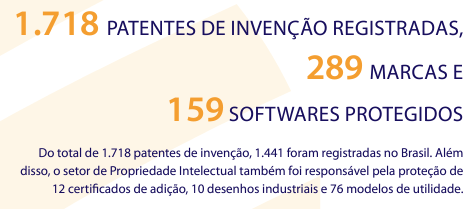 1.718 PATENTES DE INVENÇÃO REGISTRADAS,
289 MARCAS E
159 SOFTWARES PROTEGIDOS
Do total de 1.718 patentes de invenção, 1.441 foram registradas no Brasil. Além
disso, o setor de Propriedade Intelectual também foi responsável pela proteção de
12 certificados de adição, 10 desenhos industriais e 76 modelos de utilidade.